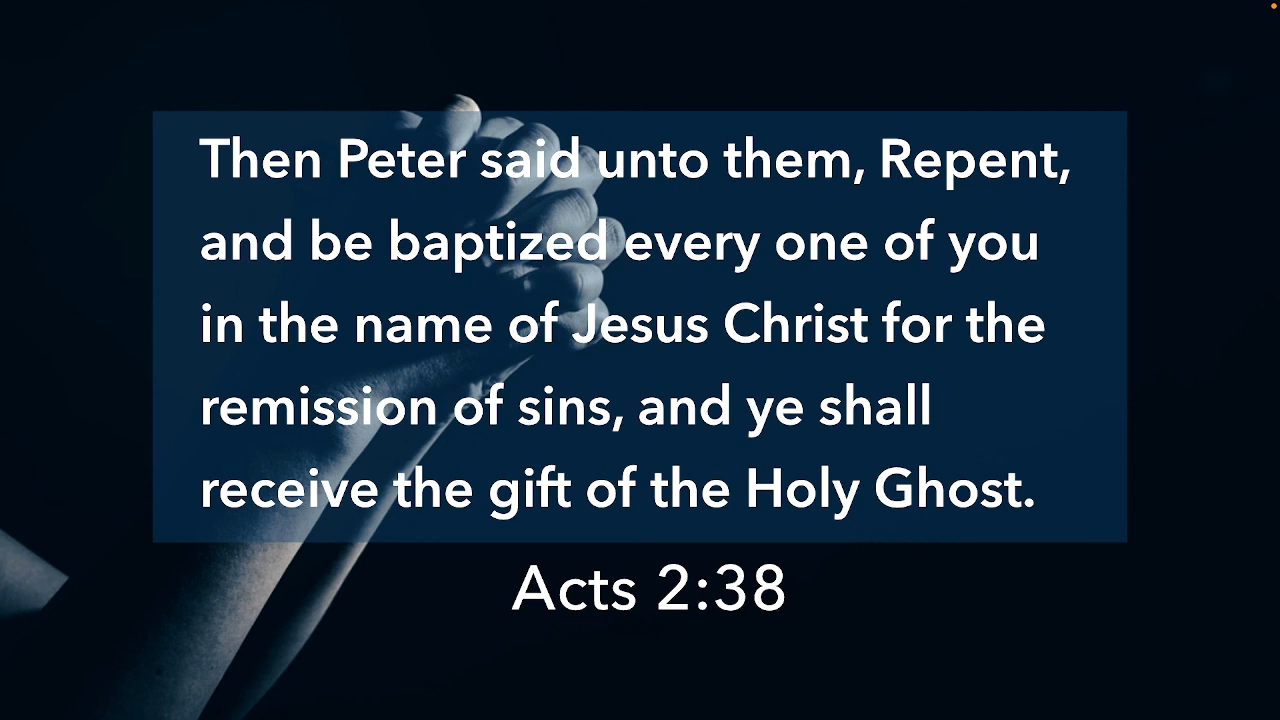 Then Peter said unto them, Repent,
and be baptized every one of you
in the name of Jesus Christ for the
remission of sins, and ye shall
receive the gift of the Holy Ghost.
Acts 2:38